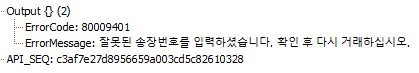 Output {} (2)
ErrorCode: 80009401
ErrorMessage: 잘못된 송장번호를 입력하셨습니다. 확인 후 다시 거래하십시오.
API_SEQ: c3af7e27d8956659a003cd5c82610328